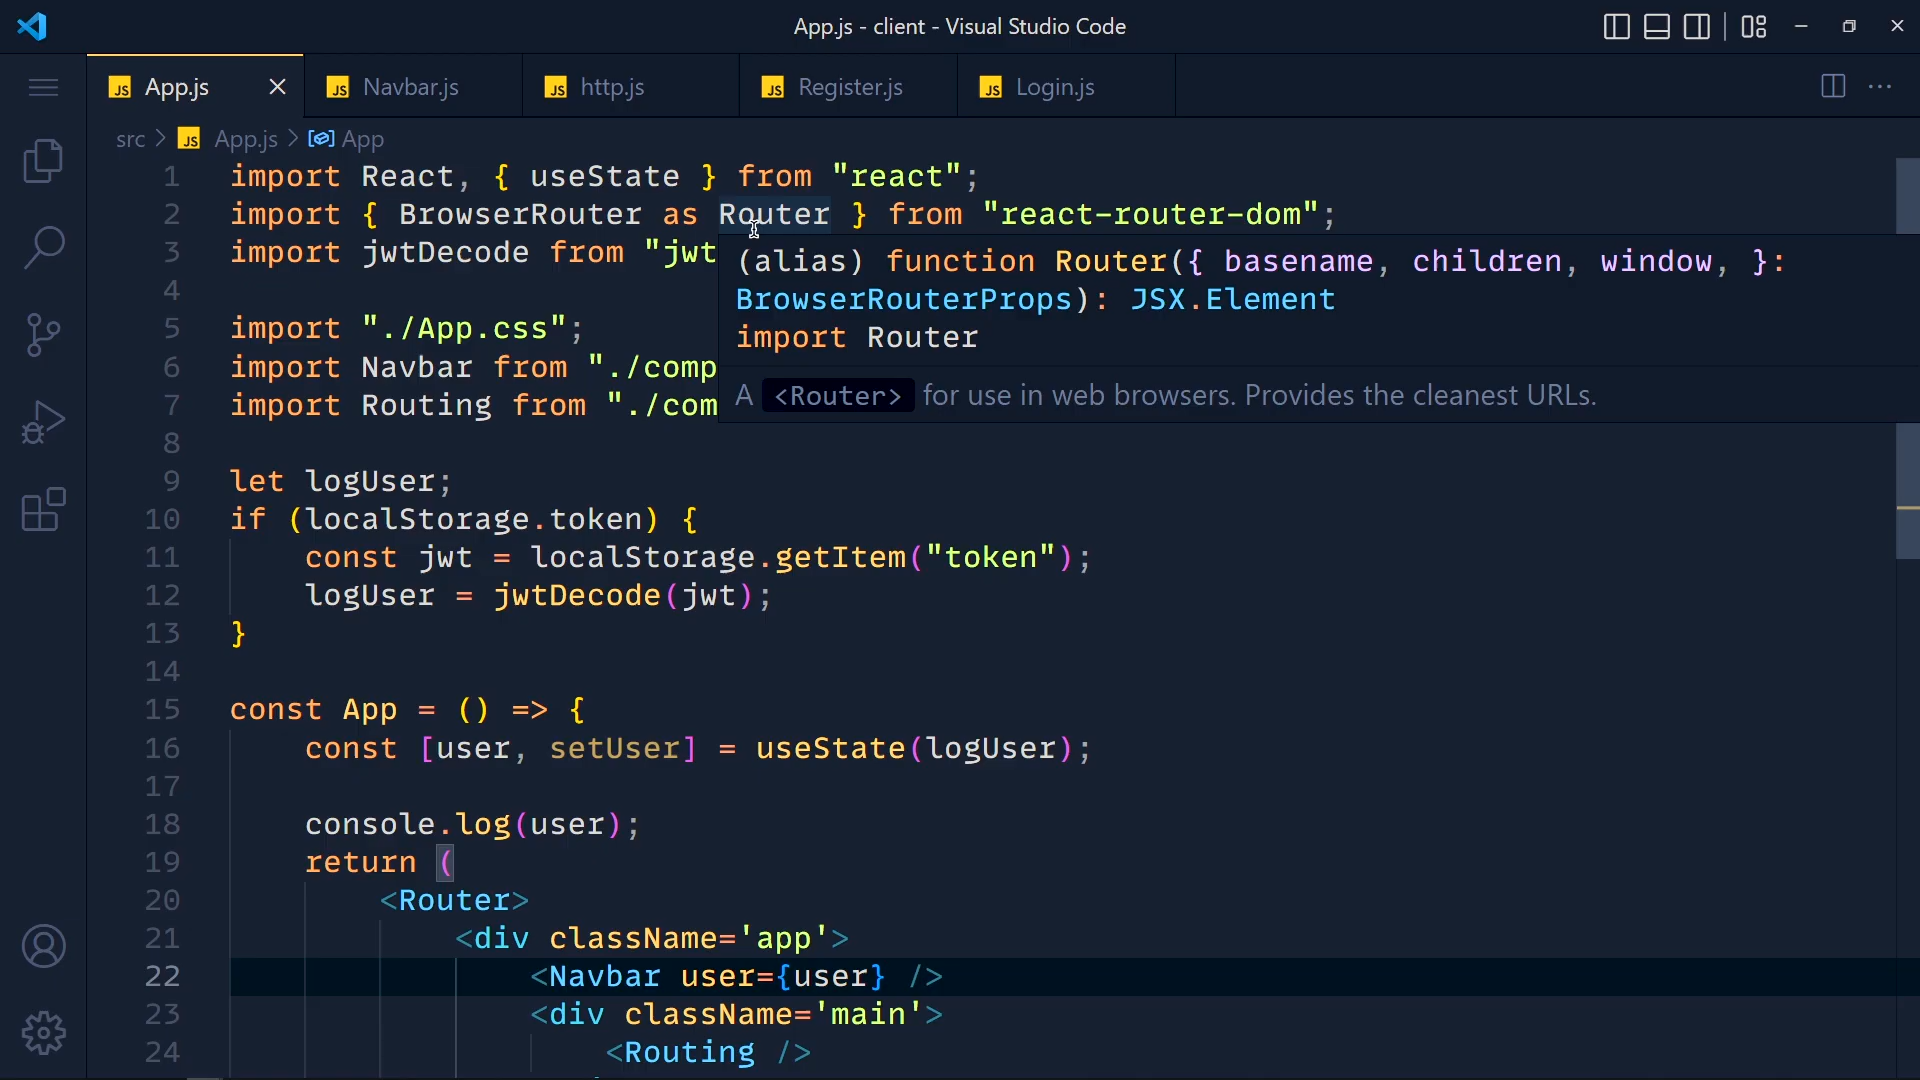 App.js - client - Visual Studio Code
JS App.js JS Navbar.js JS http.js JS Register.js JS Login.js
src > JS App.js > App
1 import React, { useState } from "react";
2 import { BrowserRouter as Router } from "react-router-dom";
3 import jwtDecode from "jwt
(alias) function Router({ basename, children, window, }:
4
BrowserRouterProps): JSX.Element
5 import "./App.css";
import Router
6 import Navbar from "./comp
7 import Routing from "./com
A <Router> for use in web browsers. Provides the cleanest URLs.
8
9 let logUser;
10 if (localStorage.token) {
11 const jwt = localStorage.getItem("token");
12 logUser = jwtDecode(jwt);
13 }
14
15 const App = () => {
16 const [user, setUser] = useState(logUser);
17
18 console.log(user);
19 return (
20 <Router>
21 <div className='app'>
22 <Navbar user={user} />
23 <div className='main'>
24 <Routing />